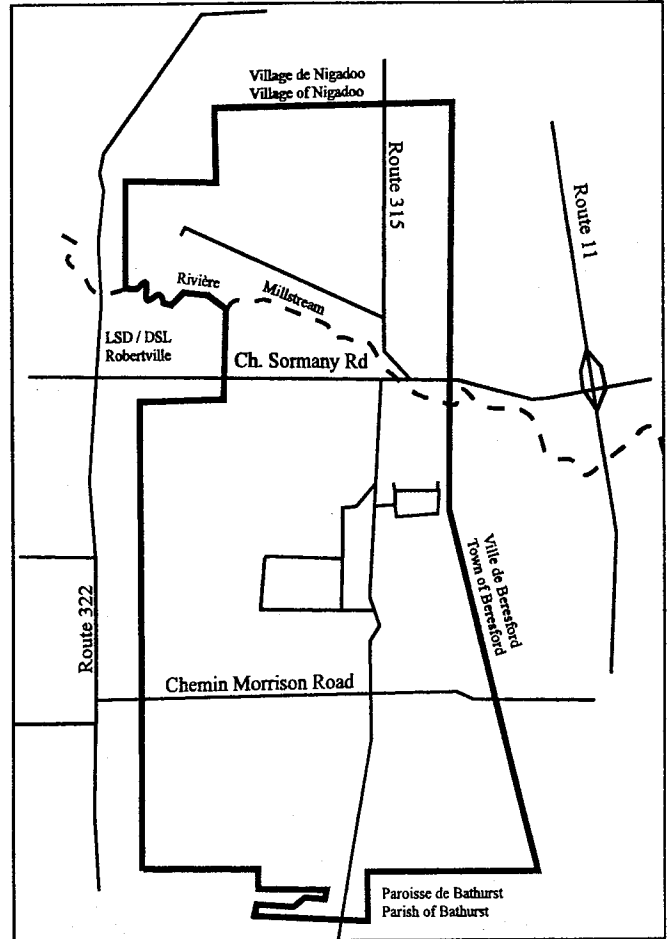 Village de Nigadoo
Village of Nigadoo
Route 315
Route 11
Rivière
Millstream
LSD / DSL
Robertville
Ch. Sormany Rd
Ville de Beresford
Town of Beresford
Route 322
Chemin Morrison Road
Paroisse de Bathurst
Parish of Bathurst